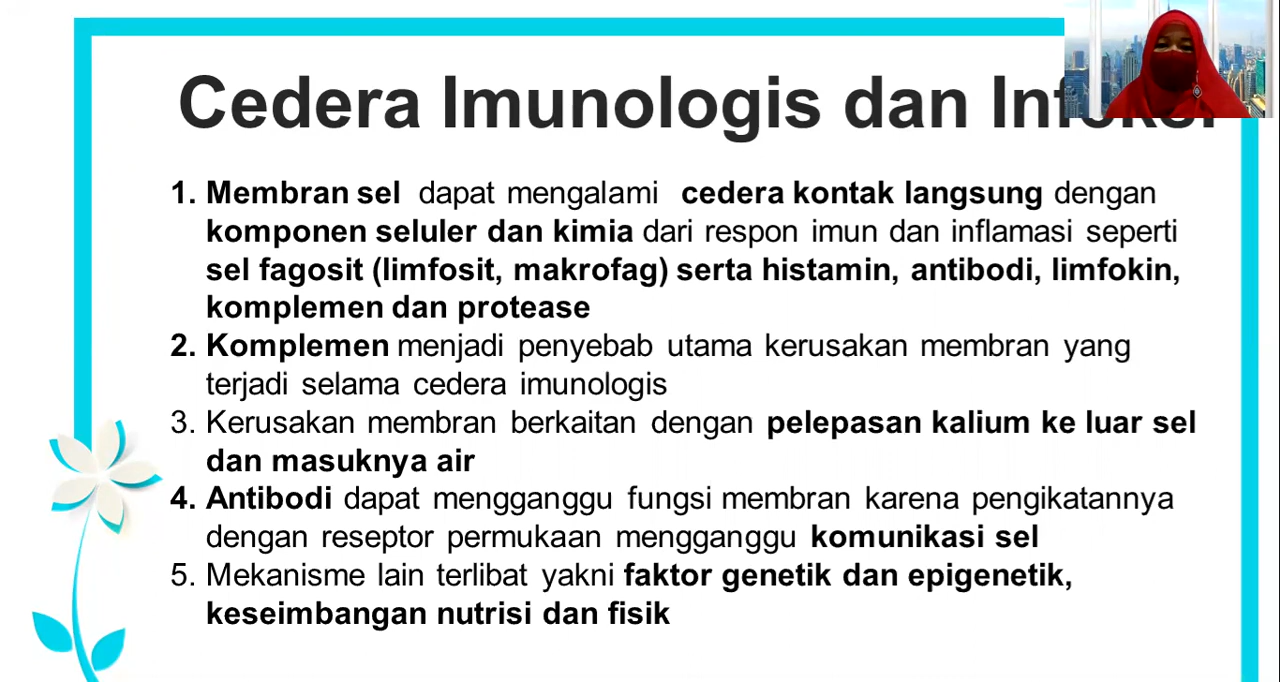 Cedera Imunologis dan Infeksi
1. Membran sel dapat mengalami cedera kontak langsung dengan
komponen seluler dan kimia dari respon imun dan inflamasi seperti
sel fagosit (limfosit, makrofag) serta histamin, antibodi, limfokin,
komplemen dan protease
2. Komplemen menjadi penyebab utama kerusakan membran yang
terjadi selama cedera imunologis
3. Kerusakan membran berkaitan dengan pelepasan kalium ke luar sel
dan masuknya air
4. Antibodi dapat mengganggu fungsi membran karena pengikatannya
dengan reseptor permukaan mengganggu komunikasi sel
5. Mekanisme lain terlibat yakni faktor genetik dan epigenetik,
keseimbangan nutrisi dan fisik